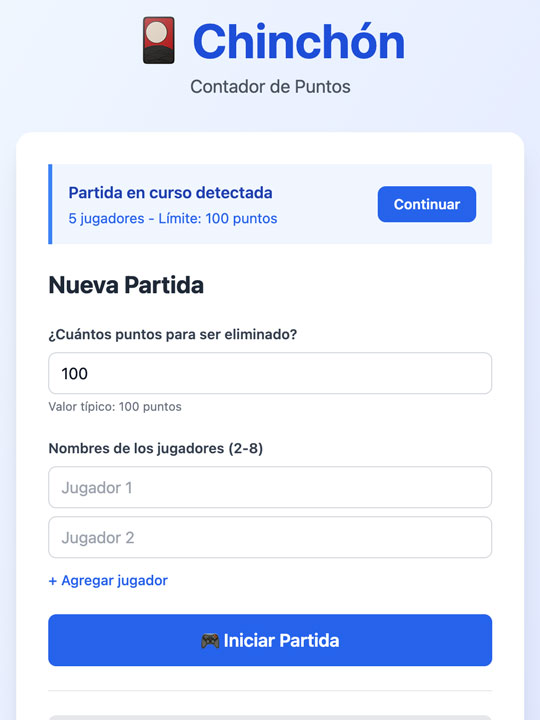 Chinchón
Contador de Puntos
Partida en curso detectada
5 jugadores - Límite: 100 puntos
Continuar
Nueva Partida
¿Cuántos puntos para ser eliminado?
100
Valor típico: 100 puntos
Nombres de los jugadores (2-8)
Jugador 1
Jugador 2
+ Agregar jugador
🎮 Iniciar Partida